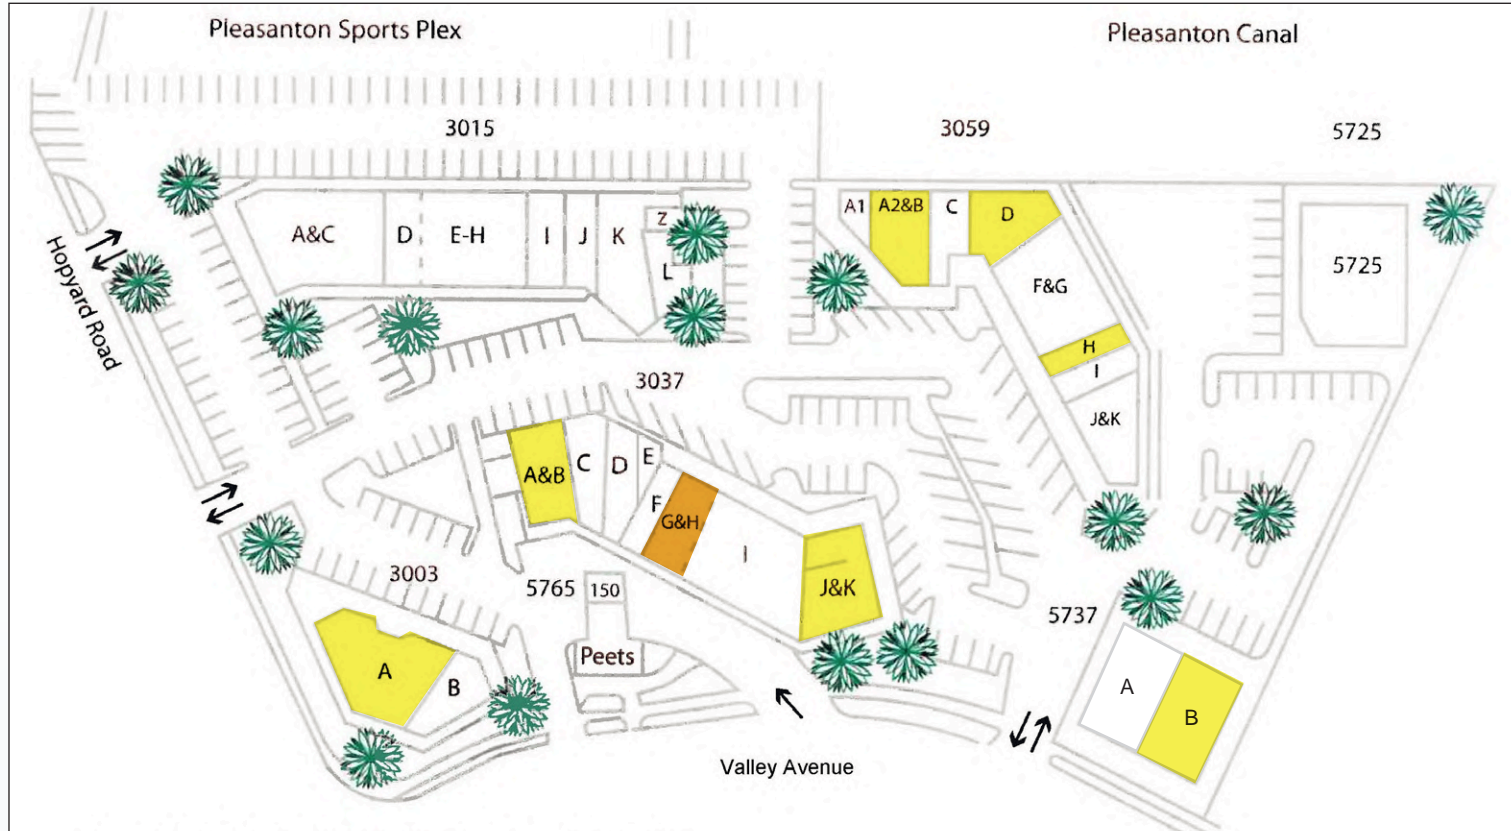 Pleasanton Sports Plex
Pleasanton Canal
3015
3059
5725
A&C
D
E-H
I
J
K
Z
L
A1
A2&B
C
D
F&G
H
I
J&K
5725
Hopyard Road
3037
A&B
C
D
E
F
G&H
I
J&K
3003
A
B
5765
150
Peets
5737
A
B
Valley Avenue